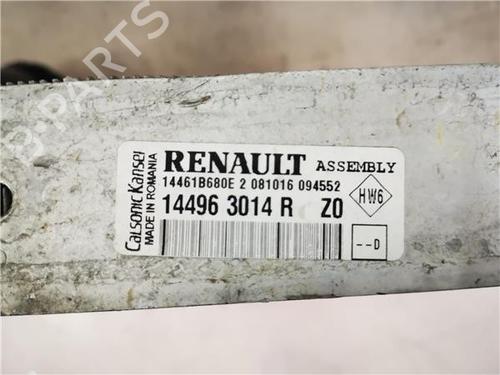 B-PARTS
Calsonic Kansei
MADE IN ROMANIA
RENAULT ASSEMBLY
14461B680E 2 081016 094552
14496 3014 R Z0
HW6
--D